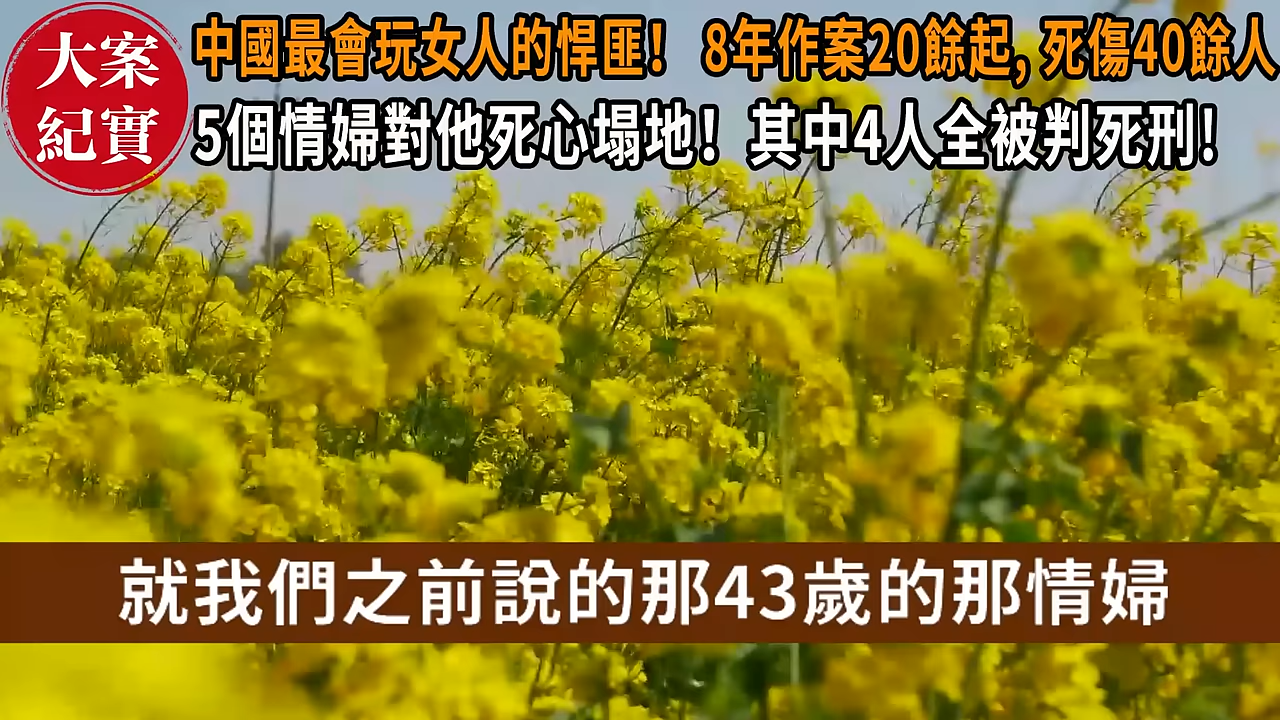 大案
紀實
中國最會玩女人的悍匪! 8年作案20餘起, 死傷40餘人
5個情婦對他死心塌地! 其中4人全被判死刑!
就我們之前說的那43歲的那情婦